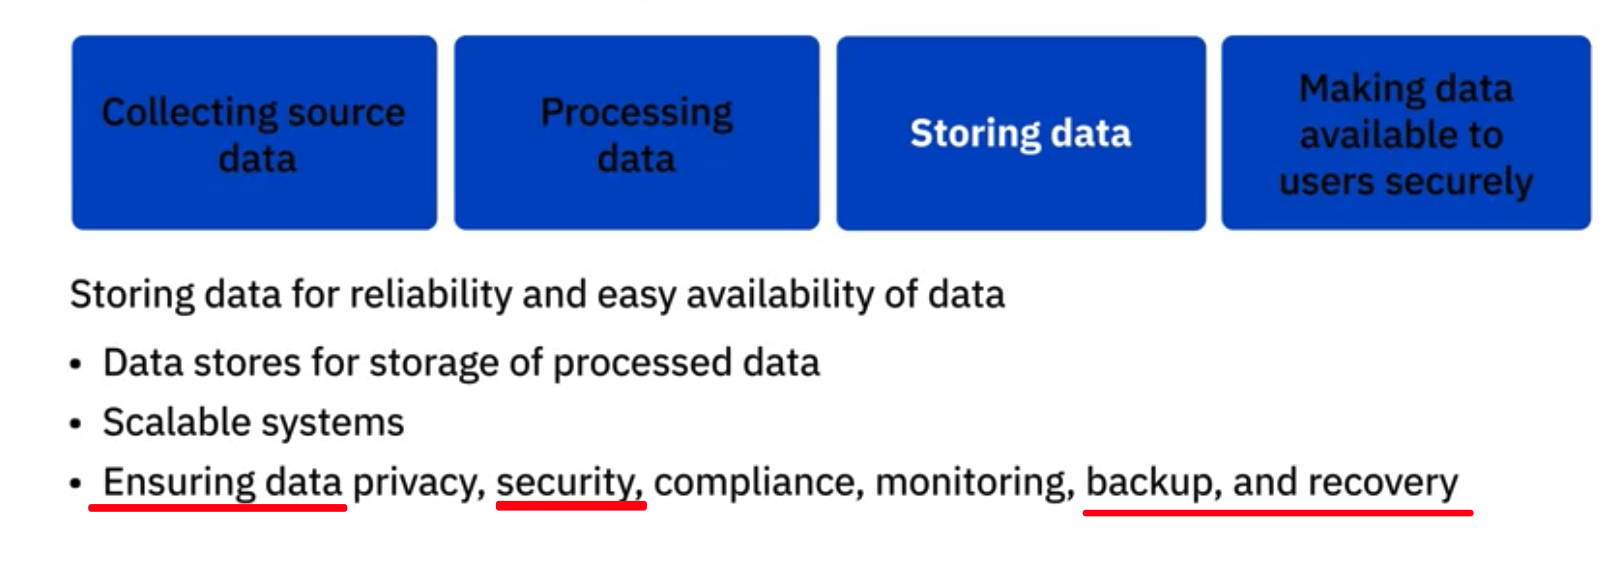 Collecting source
data
Processing
data
Storing data
Making data
available to
users securely
Storing data for reliability and easy availability of data
• Data stores for storage of processed data
• Scalable systems
• Ensuring data privacy, security, compliance, monitoring, backup, and recovery